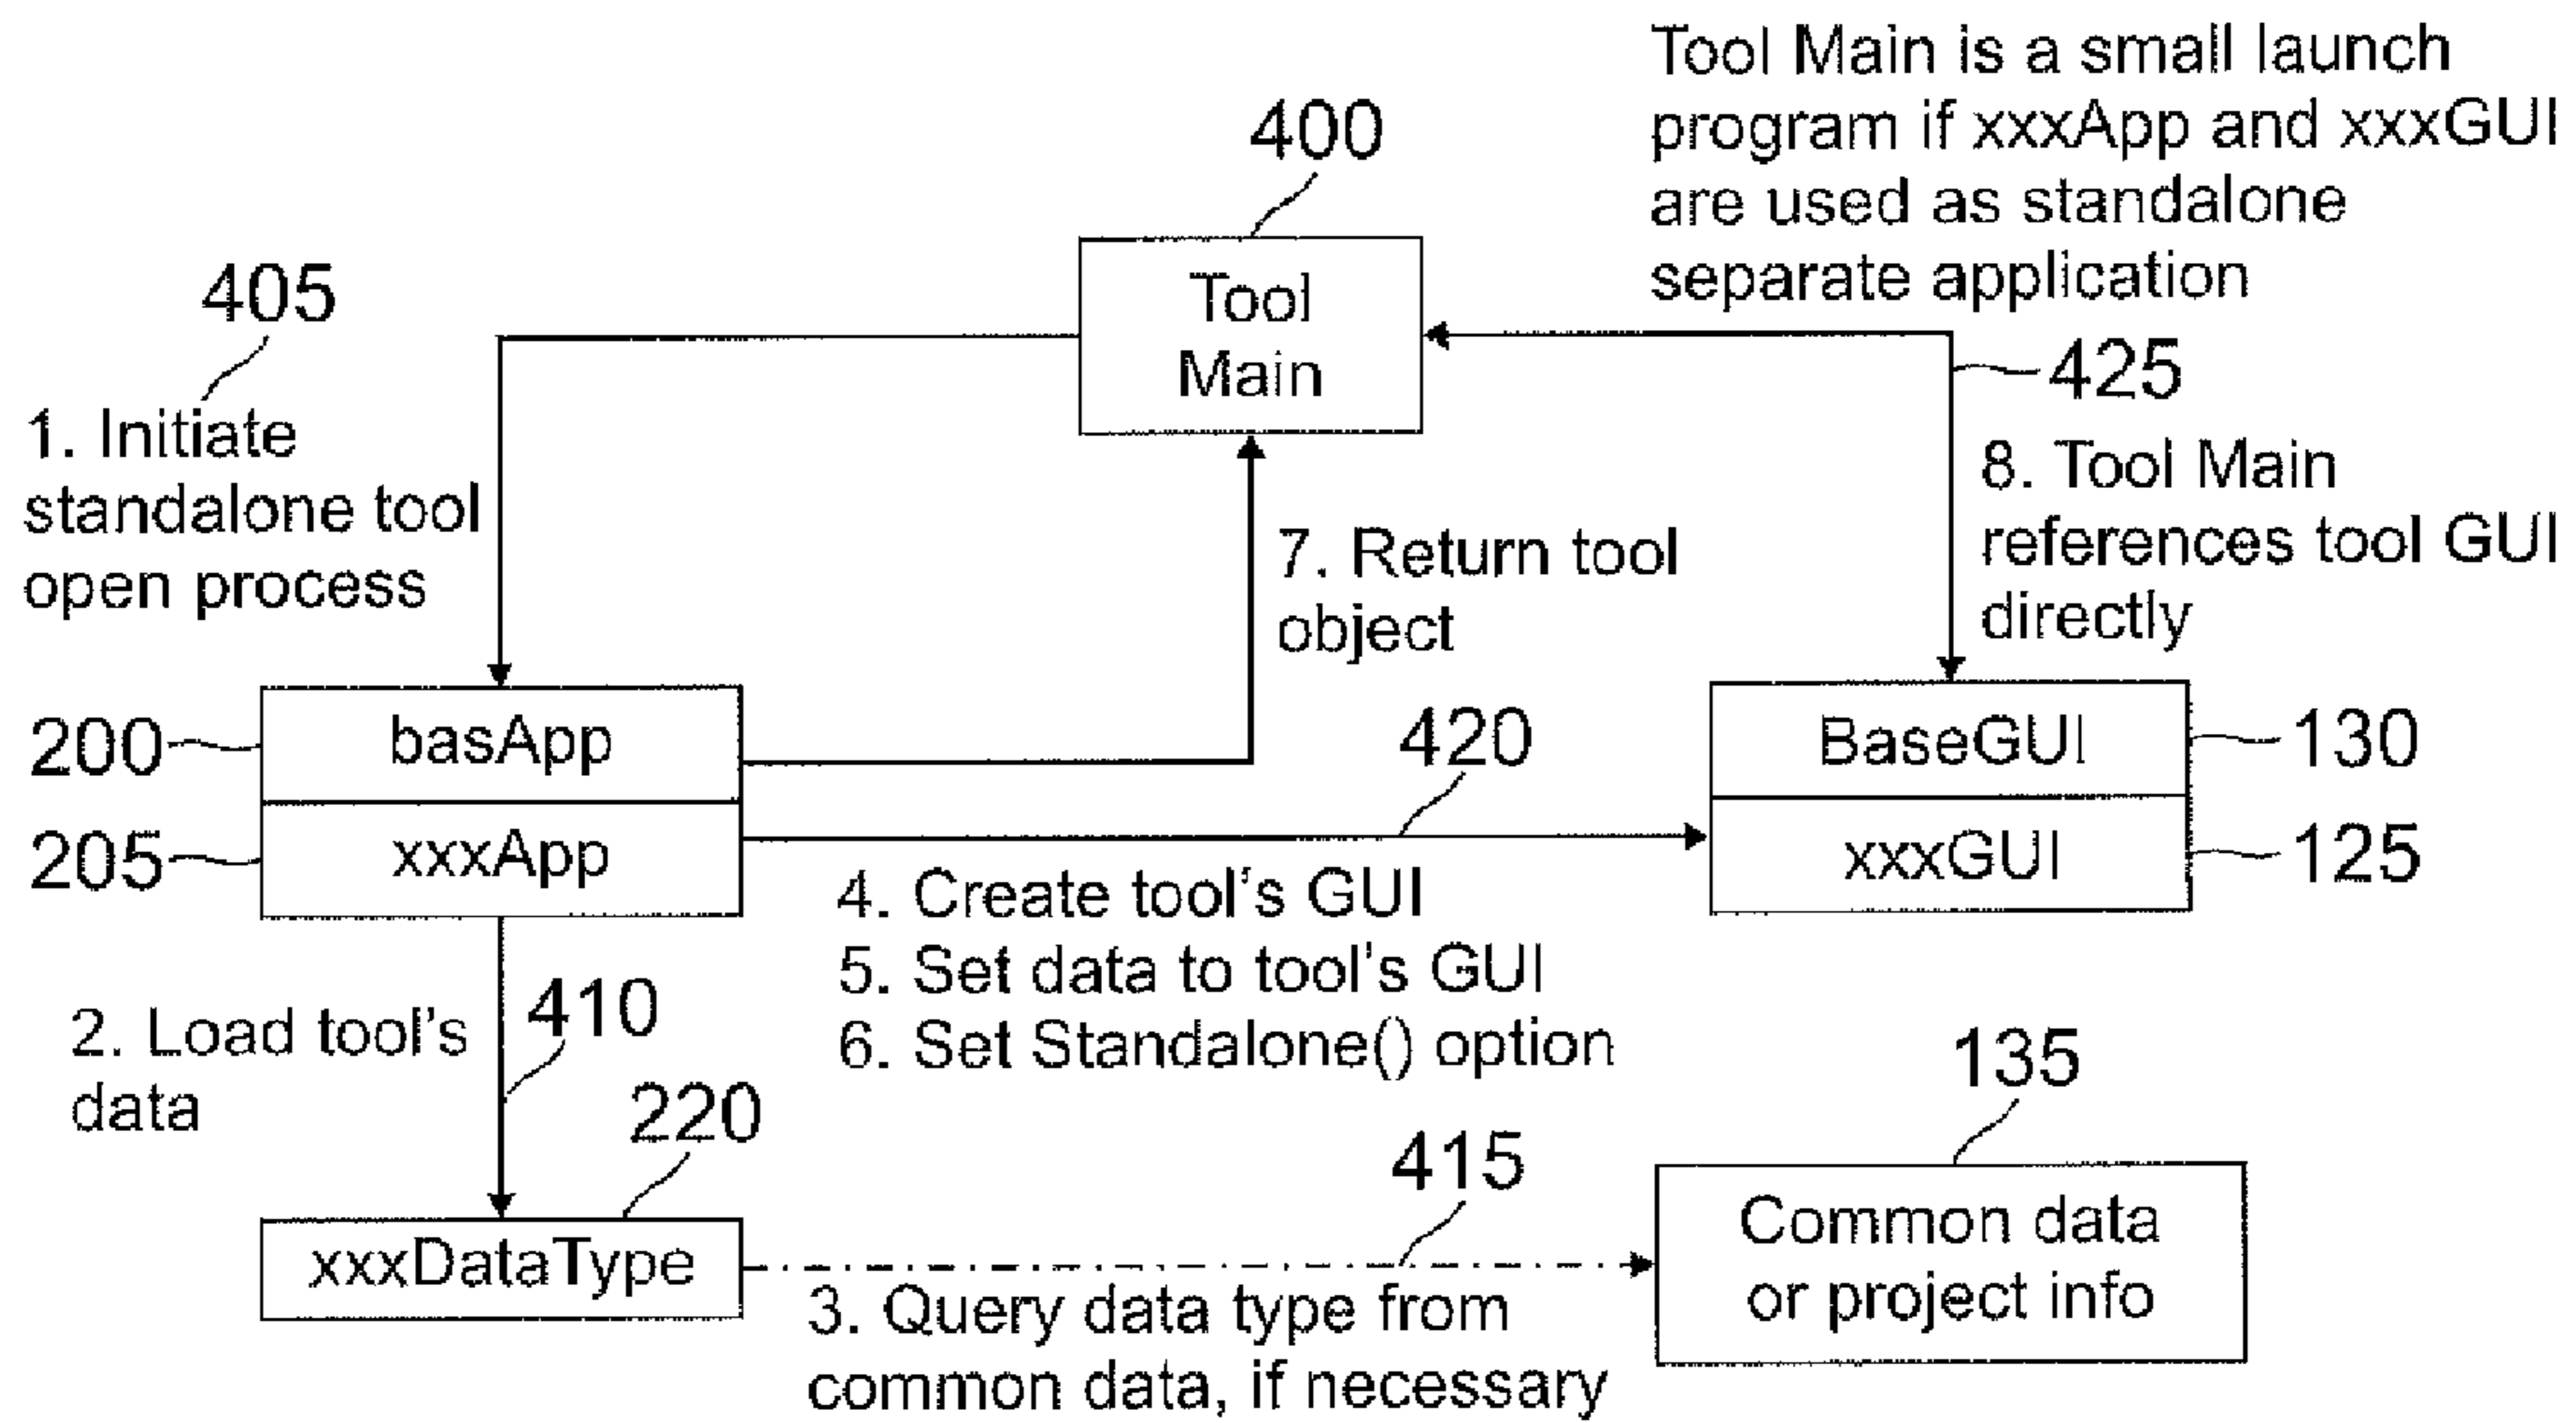 Tool Main is a small launch
program if xxxApp and xxxGUI
are used as standalone
separate application
400
405
Tool
Main
425
1. Initiate
standalone tool
open process
8. Tool Main
references tool GUI
directly
7. Return tool
object
200
basApp
420
BaseGUI
130
205
xxxApp
xxxGUI
125
4. Create tool's GUI
5. Set data to tool's GUI
6. Set Standalone() option
2. Load tool's
data
410
220
135
415
xxxDataType
Common data
or project info
3. Query data type from
common data, if necessary